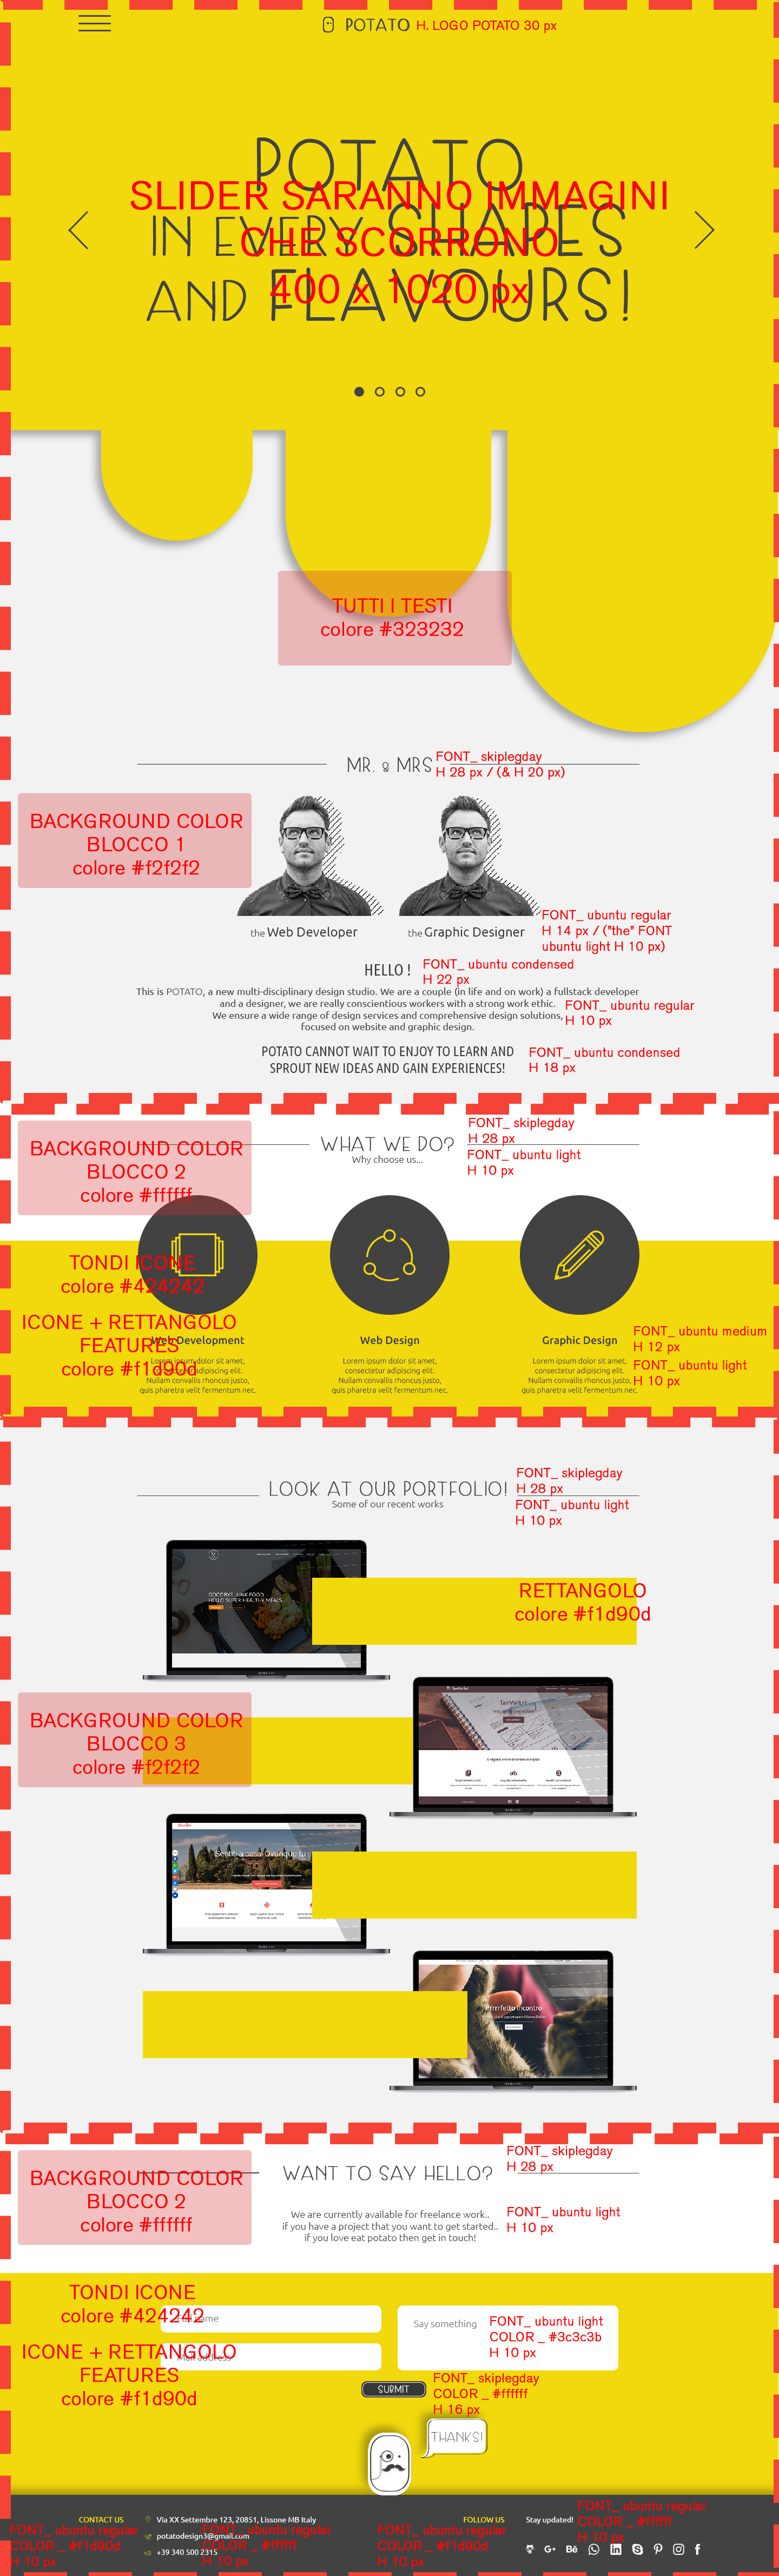 POTATO H. LOGO POTATO 30 px
POTATO
IN EVERY SHAPES
AND FLAVOURS!
SLIDER SARANNO IMMAGINI
CHE SCORRONO
400 x 1020 px
TUTTI I TESTI
colore #323232
MR. & MRS
FONT_ skiplegday
H 28 px / (& H 20 px)
BACKGROUND COLOR
BLOCCO 1
colore #f2f2f2
the Web Developer
the Graphic Designer
FONT_ ubuntu regular
H 14 px / ("the" FONT
ubuntu light H 10 px)
HELLO !
FONT_ ubuntu condensed
H 22 px
This is POTATO, a new multi-disciplinary design studio. We are a couple (in life and on work) a fullstack developer
and a designer, we are really conscientious workers with a strong work ethic.
We ensure a wide range of design services and comprehensive design solutions,
focused on website and graphic design.
FONT_ ubuntu regular
H 10 px
POTATO CANNOT WAIT TO ENJOY TO LEARN AND
SPROUT NEW IDEAS AND GAIN EXPERIENCES!
FONT_ ubuntu condensed
H 18 px
BACKGROUND COLOR
BLOCCO 2
colore #ffffff
WHAT WE DO?
Why choose us...
FONT_ skiplegday
H 28 px
FONT_ ubuntu light
H 10 px
TONDI ICONE
colore #424242
ICONE + RETTANGOLO
FEATURES
colore #f1d90d
Web Development
Lorem ipsum dolor sit amet,
consectetur adipiscing elit.
Nullam convallis rhoncus justo,
quis pharetra velit fermentum nec.
Web Design
Lorem ipsum dolor sit amet,
consectetur adipiscing elit.
Nullam convallis rhoncus justo,
quis pharetra velit fermentum nec.
Graphic Design
Lorem ipsum dolor sit amet,
consectetur adipiscing elit.
Nullam convallis rhoncus justo.
quis pharetra velit fermentum nec.
FONT_ ubuntu medium
H 12 px
FONT_ ubuntu light
H 10 px
LOOK AT OUR PORTFOLIO!
Some of our recent works
FONT_ skiplegday
H 28 px
FONT_ ubuntu light
H 10 px
GOODBYE JUNK FOOD
HELLO SUPER HEALTHY MEALS
RETTANGOLO
colore #f1d90d
BACKGROUND COLOR
BLOCCO 3
colore #f2f2f2
Sentiti a casa! Ovunque tu
Prrrrfetto Incontro
BACKGROUND COLOR
BLOCCO 2
colore #ffffff
WANT TO SAY HELLO?
FONT_ skiplegday
H 28 px
We are currently available for freelance work..
if you have a project that you want to get started..
if you love eat potato then get in touch!
FONT_ ubuntu light
H 10 px
TONDI ICONE
colore #424242
ICONE + RETTANGOLO
FEATURES
colore #f1d90d
name
Mail address
Say something
FONT_ ubuntu light
COLOR _ #3c3c3b
H 10 px
SUBMIT
FONT_ skiplegday
COLOR _ #ffffff
H 16 px
THANKS!
CONTACT US
FONT_ ubuntu regular
COLOR _ #f1d90d
H 10 px
Via XX Settembre 123, 20851, Lissone MB Italy
potatodesign3@gmail.com
+39 340 500 2315
FONT_ ubuntu regular
COLOR _ #ffffff
H 10 px
FOLLOW US
FONT_ ubuntu regular
COLOR _ #f1d90d
H 10 px
Stay updated!
FONT_ ubuntu regular
COLOR _ #ffffff
H 10 px